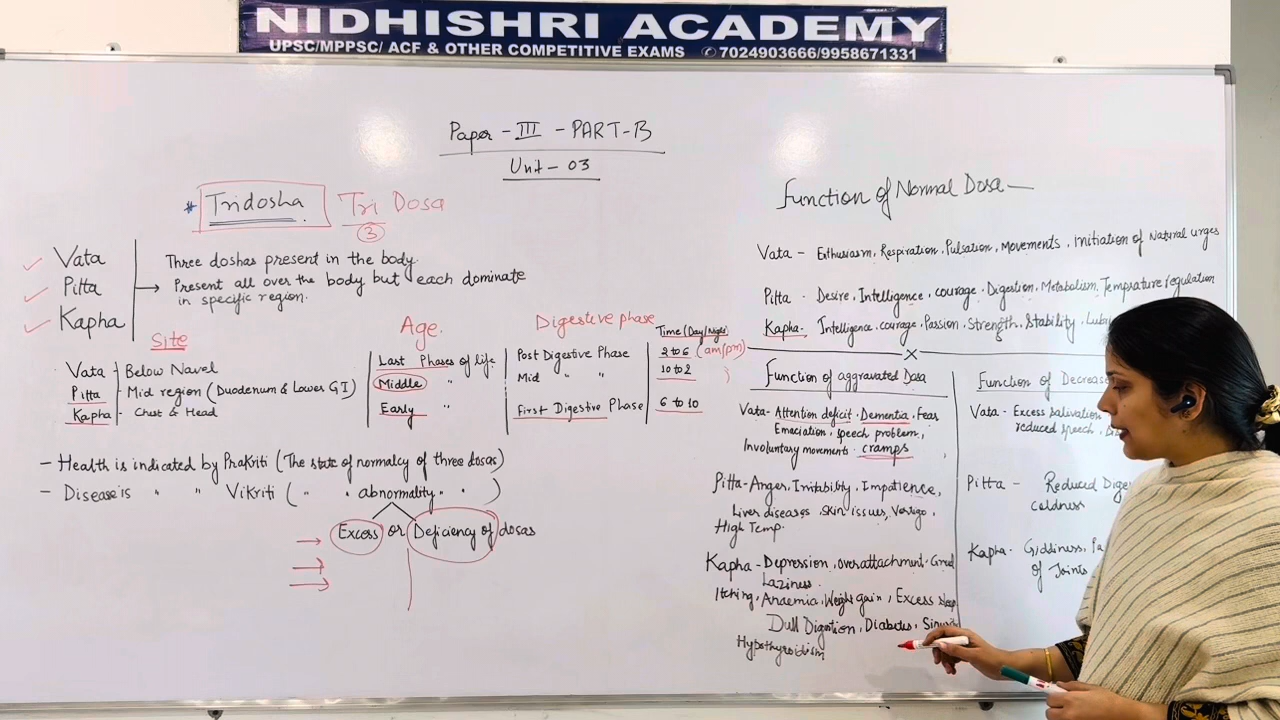 NIDHISHRI ACADEMY
UPSC/MPPSC/ ACF & OTHER COMPETITIVE EXAMS ✆ 7024903666/9958671331
Paper - III - PART-B
Unit - 03
* Tridosha Tri Dosa
3
Vata
Pitta
Kapha
Three doshas present in the body.
→ Present all over the body but each dominate
in specific region.
Site
Vata - Below Navel
Pitta - Mid region (Duodenum & Lower GI)
Kapha - Chest & Head
Age.
Last Phases of life
Middle "
Early "
Digestive phase
Post Digestive Phase
Mid " "
First Digestive Phase
Time (Day/Night)
2 to 6 (am/pm)
10 to 2
6 to 10
- Health is indicated by Prakriti (The state of normalcy of three dosas)
- Disease is " " Vikriti ( " . abnormality " . )
Excess or Deficiency of dosas
Function of Normal Dosa —
Vata - Enthusiasm, Respiration, Pulsation, Movements, Initiation of Natural urges
Pitta - Desire, Intelligence, courage, Digestion, Metabolism, Temprature regulation
Kapha - Intelligence, courage, Passion, Strength, Stability,
Function of aggravated Dosa
Vata - Attention deficit, Dementia, Fear
Emaciation, speech problem,
Involuntary movements, cramps
Pitta - Anger, Irritability, Impatience,
Liver diseases, skin issues, Vertigo,
High Temp.
Kapha - Depression, overattachment, Greed
Laziness.
Itching, Anaemia, Weight gain, Excess sleep
Dull Digestion, Diabetes,
Hypothyroidism
Function of
Vata - Excess salivation
reduced speech,
Pitta - Reduced
coldness
Kapha - Giddiness,
of Joints